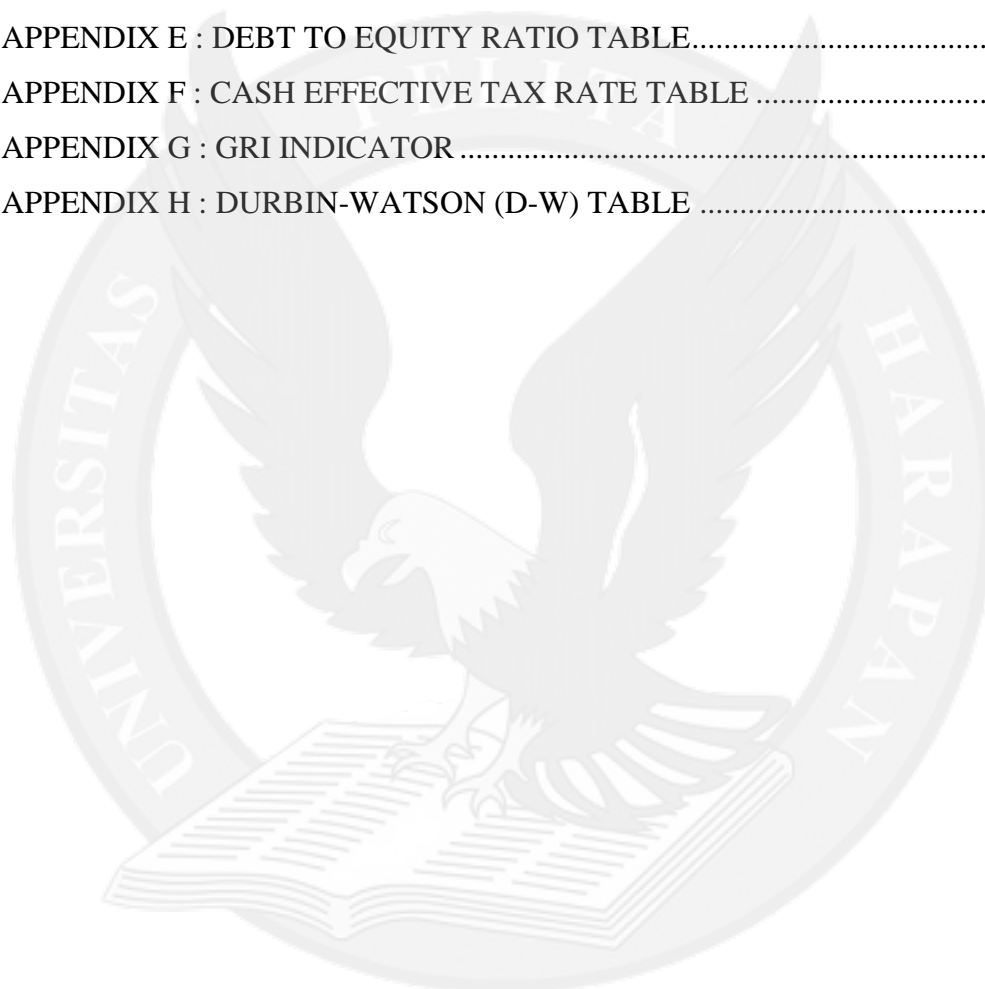 APPENDIX E : DEBT TO EQUITY RATIO TABLE.....................................
APPENDIX F : CASH EFFECTIVE TAX RATE TABLE .............................
APPENDIX G : GRI INDICATOR ..................................................................
APPENDIX H : DURBIN-WATSON (D-W) TABLE ....................................
UNIVERSITAS PELITA HARAPAN